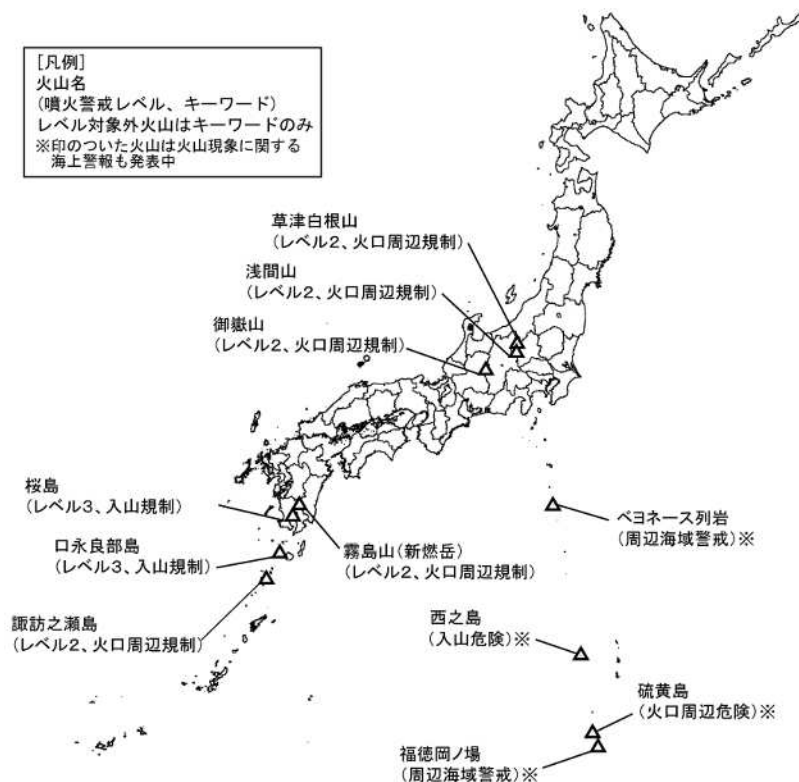 [凡例]
火山名
(噴火警戒レベル、キーワード)
レベル対象外火山はキーワードのみ
※印のついた火山は火山現象に関する
海上警報も発表中
草津白根山
(レベル2、火口周辺規制)
浅間山
(レベル2、火口周辺規制)
御嶽山
(レベル2、火口周辺規制)
桜島
(レベル3、入山規制)
口永良部島
(レベル3、入山規制)
諏訪之瀬島
(レベル2、火口周辺規制)
霧島山(新燃岳)
(レベル2、火口周辺規制)
ベヨネース列岩
(周辺海域警戒)※
西之島
(入山危険)※
硫黄島
(火口周辺危険)※
福徳岡ノ場
(周辺海域警戒)※